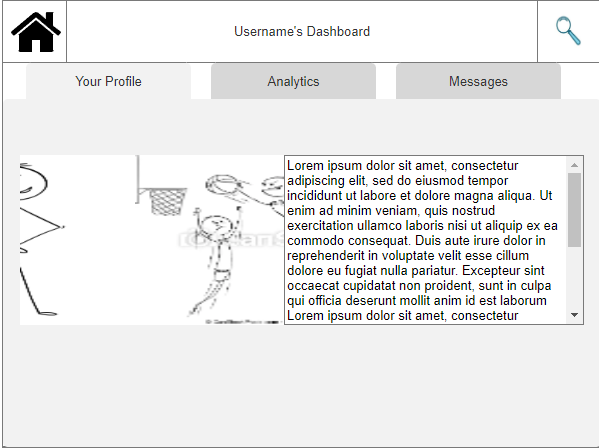 Username's Dashboard
Your Profile
Analytics
Messages
Lorem ipsum dolor sit amet, consectetur
adipiscing elit, sed do eiusmod tempor
incididunt ut labore et dolore magna aliqua. Ut
enim ad minim veniam, quis nostrud
exercitation ullamco laboris nisi ut aliquip ex ea
commodo consequat. Duis aute irure dolor in
reprehenderit in voluptate velit esse cillum
dolore eu fugiat nulla pariatur. Excepteur sint
occaecat cupidatat non proident, sunt in culpa
qui officia deserunt mollit anim id est laborum
Lorem ipsum dolor sit amet, consectetur